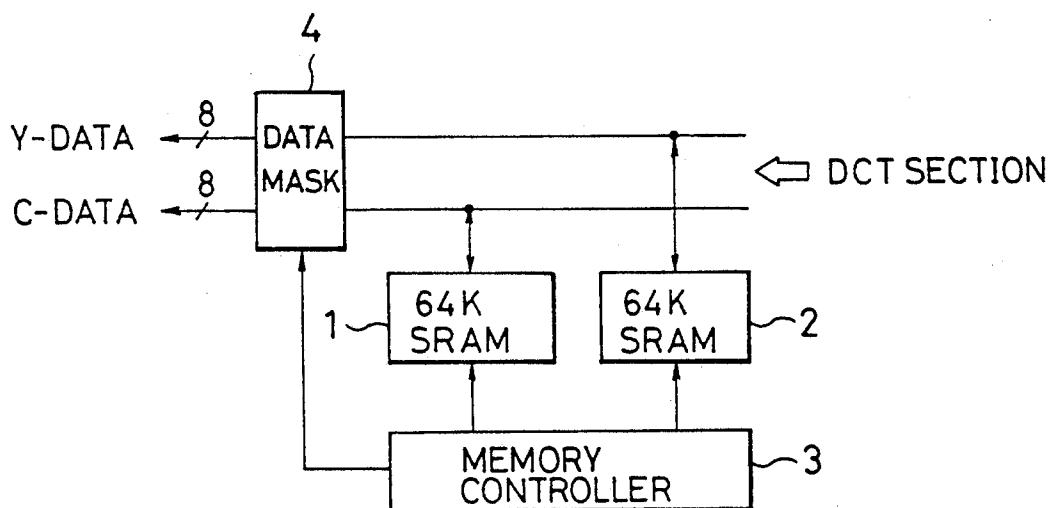 4
8
Y-DATA
DATA
MASK
DCT SECTION
8
C-DATA
1
64K
SRAM
64K
SRAM
2
MEMORY
CONTROLLER
3